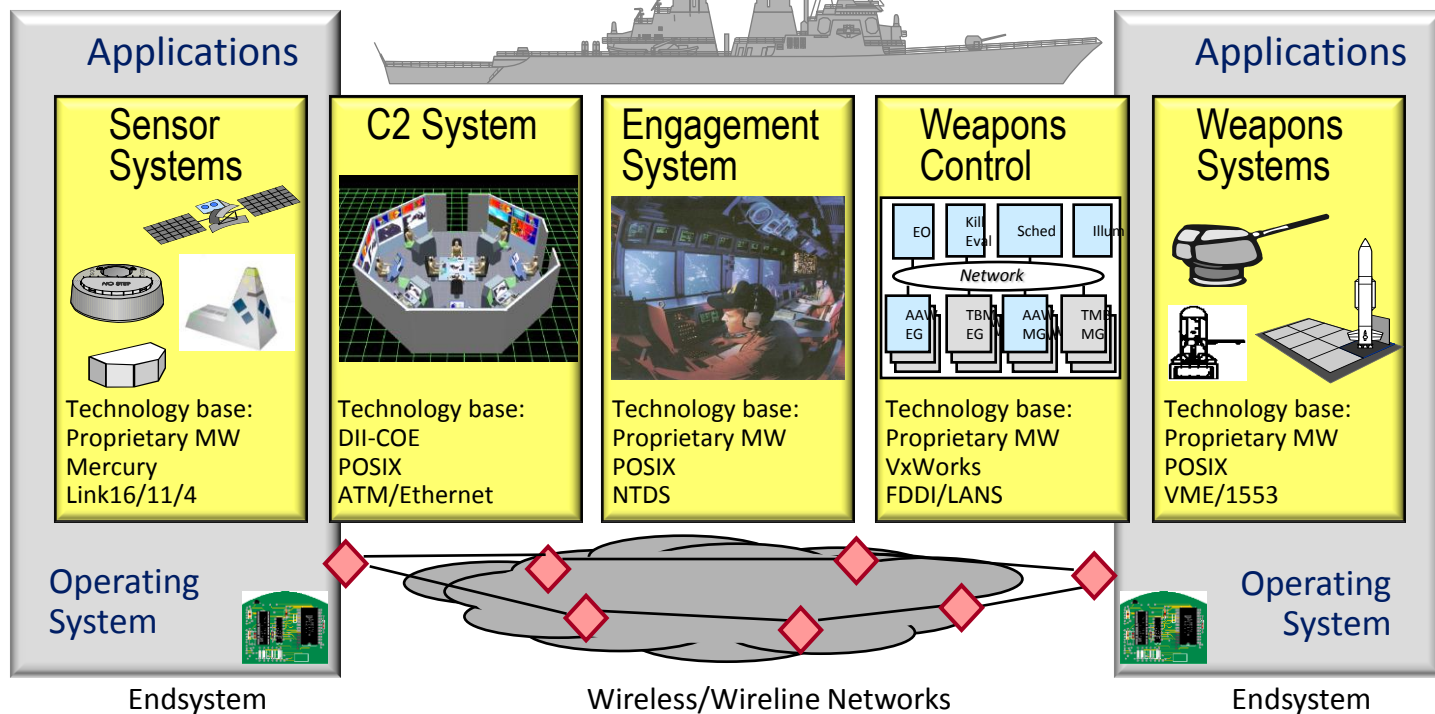 Applications
Applications
Sensor
Systems
NO STEP
Technology base:
Proprietary MW
Mercury
Link16/11/4
C2 System
Technology base:
DII-COE
POSIX
ATM/Ethernet
Engagement
System
Technology base:
Proprietary MW
POSIX
NTDS
Weapons
Control
EO
Kill
Eval
Sched
Illum
Network
AAW
EG
TBM
EG
AAW
MG
MG
Technology base:
Proprietary MW
VxWorks
FDDI/LANS
Weapons
Systems
Technology base:
Proprietary MW
POSIX
VME/1553
Operating
System
Operating
System
Endsystem
Wireless/Wireline Networks
Endsystem